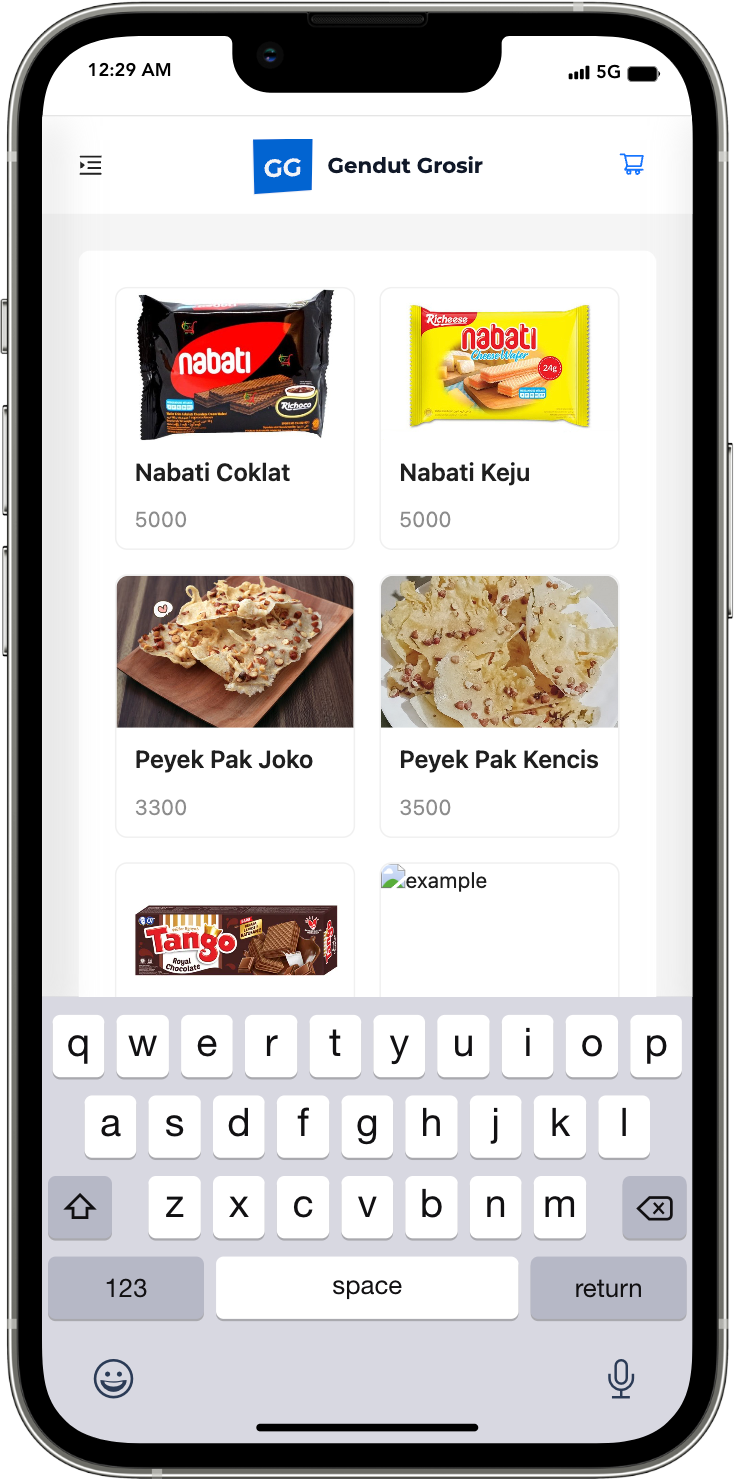 12:29 AM
5G
GG
Gendut Grosir
nabati
Richoco
Richeese
nabati
Cheese Wafer
24g
Nabati Coklat
Nabati Keju
5000
5000
Peyek Pak Joko
Peyek Pak Kencis
3300
3500
OT
Tango
Royal
Chocolate
example
q w e r t y u i o p
a s d f g h j k l
z x c v b n m
123
space
return